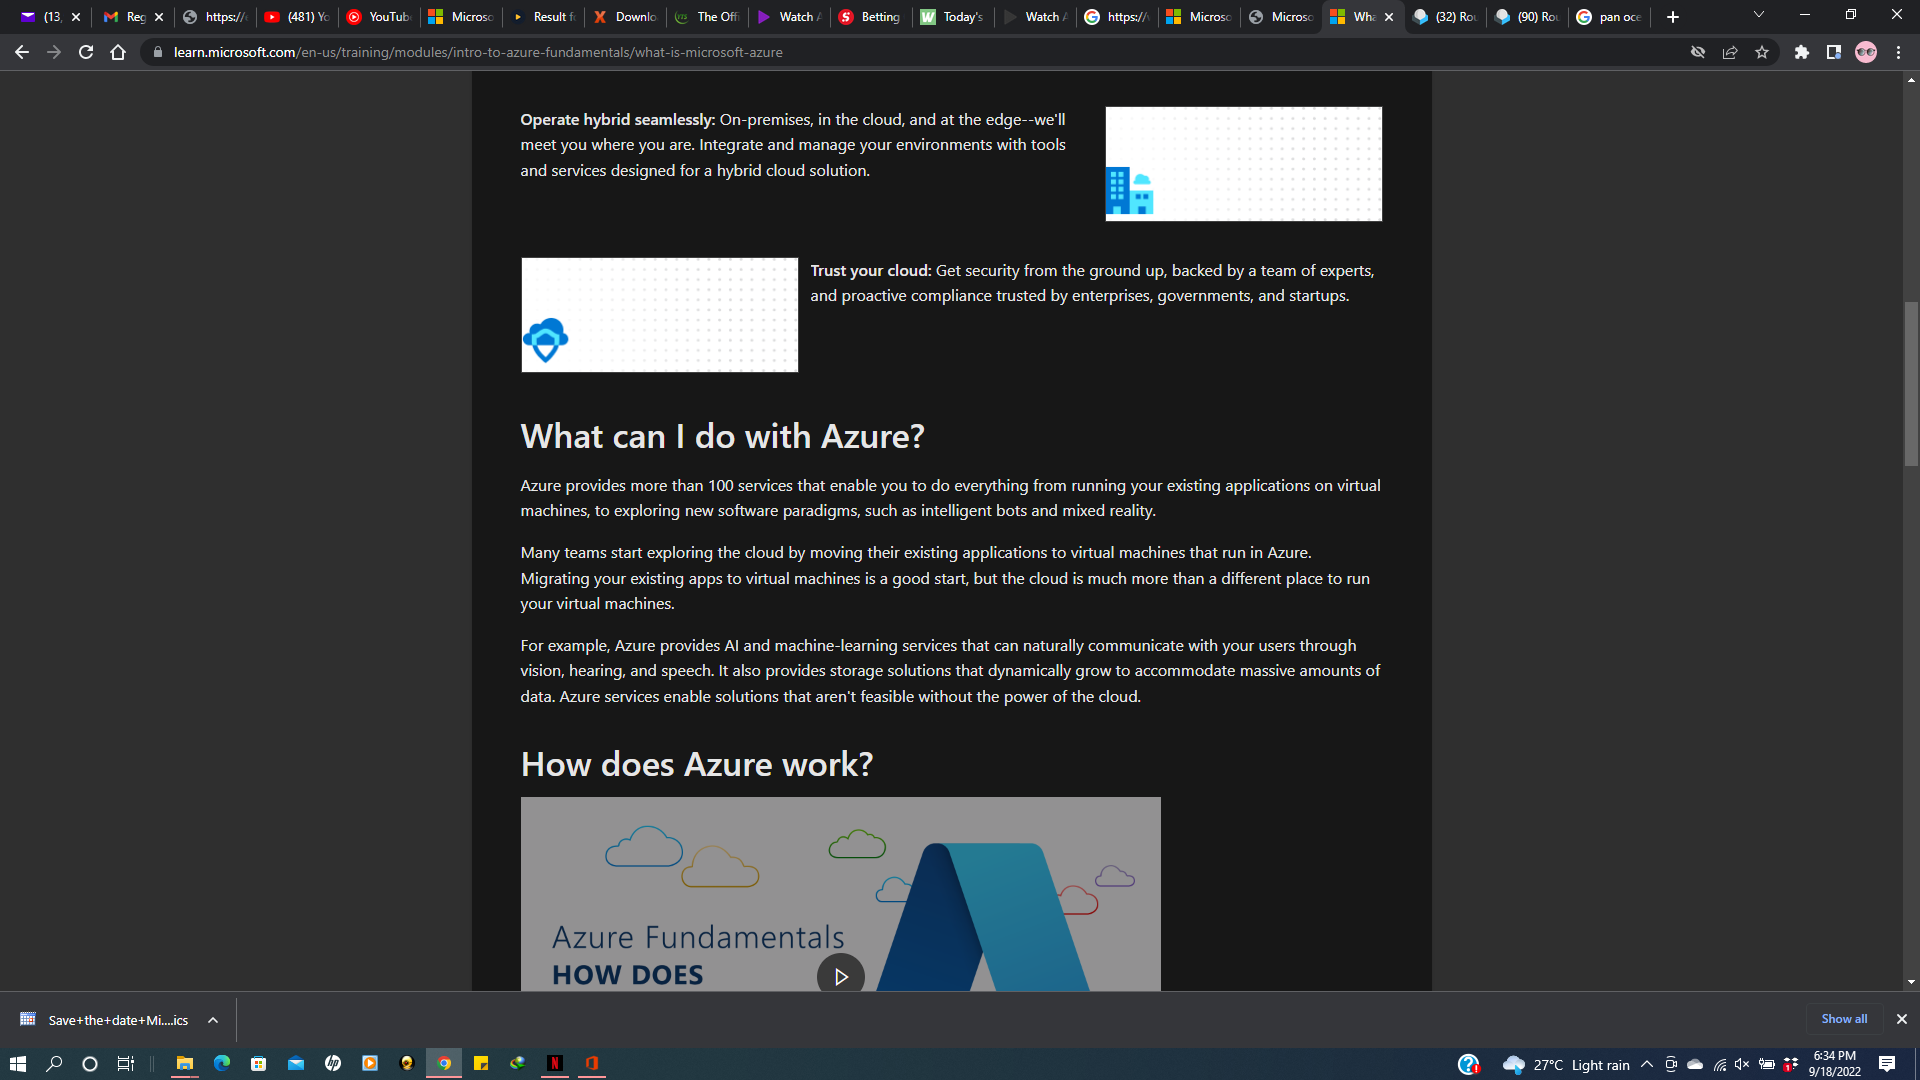 (13,
Reg
https://
(481) Yo
YouTub
Microso
Result f
Downlo
The Offi
Watch
Betting
Today's
Watch
https://
Microso
Microso
Wha
(32) Rou
(90) Rou
pan oce
learn.microsoft.com/en-us/training/modules/intro-to-azure-fundamentals/what-is-microsoft-azure
Operate hybrid seamlessly: On-premises, in the cloud, and at the edge--we'll
meet you where you are. Integrate and manage your environments with tools
and services designed for a hybrid cloud solution.
Trust your cloud: Get security from the ground up, backed by a team of experts,
and proactive compliance trusted by enterprises, governments, and startups.
What can I do with Azure?
Azure provides more than 100 services that enable you to do everything from running your existing applications on virtual
machines, to exploring new software paradigms, such as intelligent bots and mixed reality.
Many teams start exploring the cloud by moving their existing applications to virtual machines that run in Azure.
Migrating your existing apps to virtual machines is a good start, but the cloud is much more than a different place to run
your virtual machines.
For example, Azure provides AI and machine-learning services that can naturally communicate with your users through
vision, hearing, and speech. It also provides storage solutions that dynamically grow to accommodate massive amounts of
data. Azure services enable solutions that aren't feasible without the power of the cloud.
How does Azure work?
Azure Fundamentals
HOW DOES
Save+the+date+Mi....ics
Show all
27°C Light rain
6:34 PM
9/18/2022